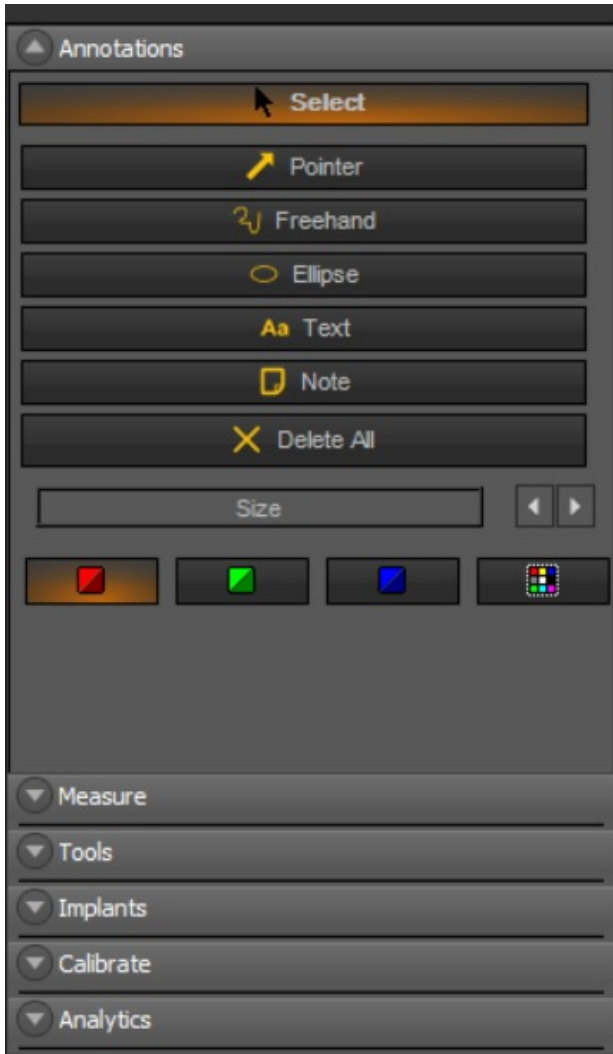 Annotations
Select
Pointer
Freehand
Ellipse
Aa Text
Note
Delete All
Size
Measure
Tools
Implants
Calibrate
Analytics